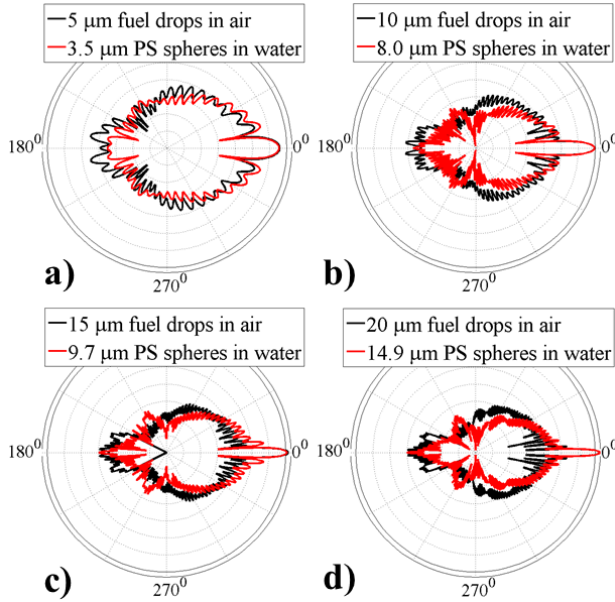 5 μm fuel drops in air
3.5 μm PS spheres in water
180⁰
0⁰
a)
270⁰
10 μm fuel drops in air
8.0 μm PS spheres in water
180⁰
0⁰
b)
270⁰
15 μm fuel drops in air
9.7 μm PS spheres in water
180⁰
0⁰
c)
270⁰
20 μm fuel drops in air
14.9 μm PS spheres in water
180⁰
0⁰
d)
270⁰